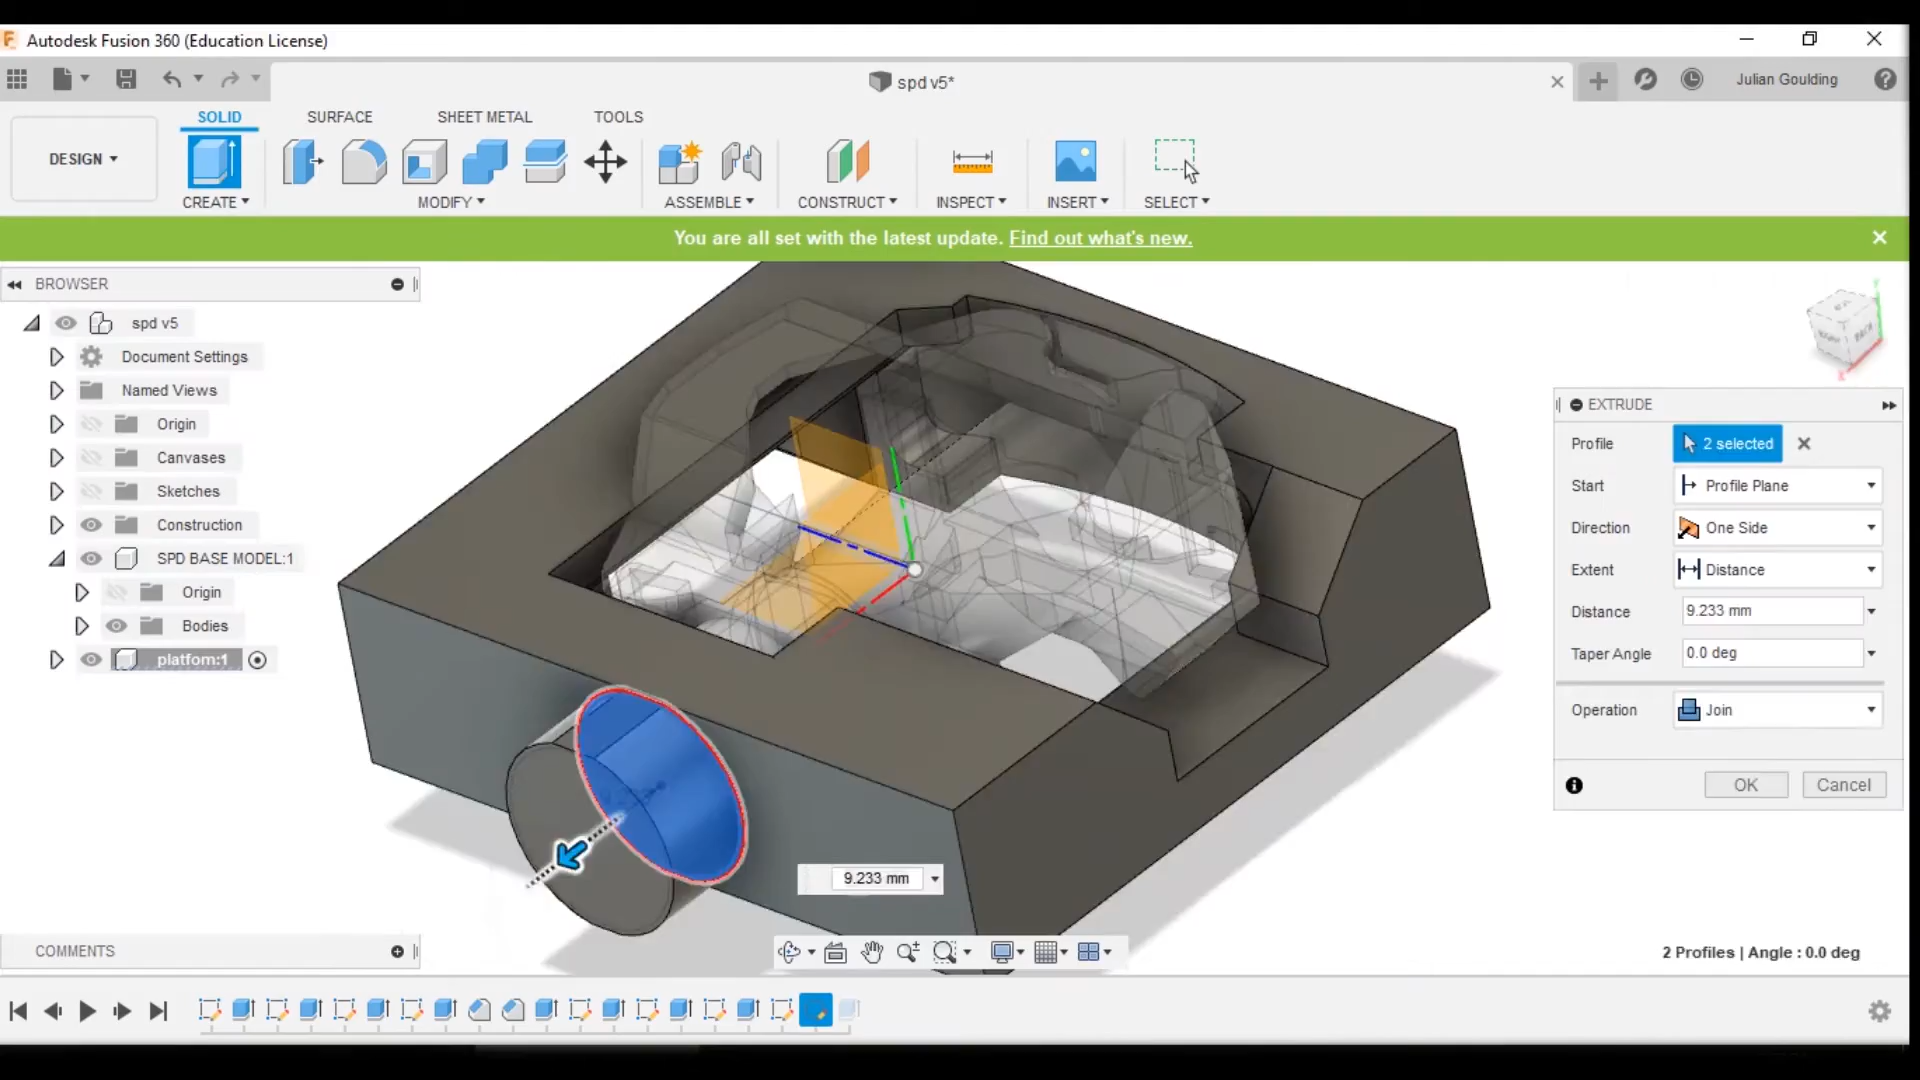 Autodesk Fusion 360 (Education License)
spd v5*
Julian Goulding
SOLID
SURFACE
SHEET METAL
TOOLS
DESIGN
CREATE
MODIFY
ASSEMBLE
CONSTRUCT
INSPECT
INSERT
SELECT
You are all set with the latest update. Find out what's new.
BROWSER
spd v5
Document Settings
Named Views
Origin
Canvases
Sketches
Construction
SPD BASE MODEL:1
Origin
Bodies
platfom:1
EXTRUDE
Profile
2 selected
Start
Profile Plane
Direction
One Side
Extent
Distance
Distance
9.233 mm
Taper Angle
0.0 deg
Operation
Join
OK
Cancel
9.233 mm
COMMENTS
2 Profiles | Angle : 0.0 deg